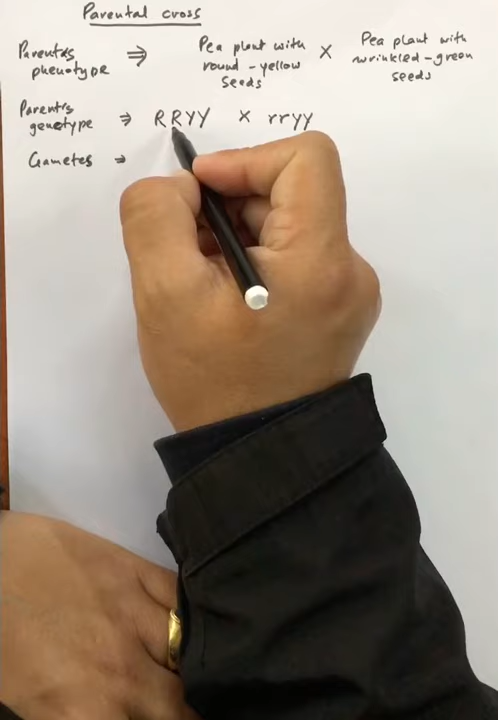 Parental cross
Parent's phenotype ⇒ Pea plant with round-yellow seeds × Pea plant with wrinkled-green seeds
Parent's genotype ⇒ RRYY × rryy
Gametes ⇒